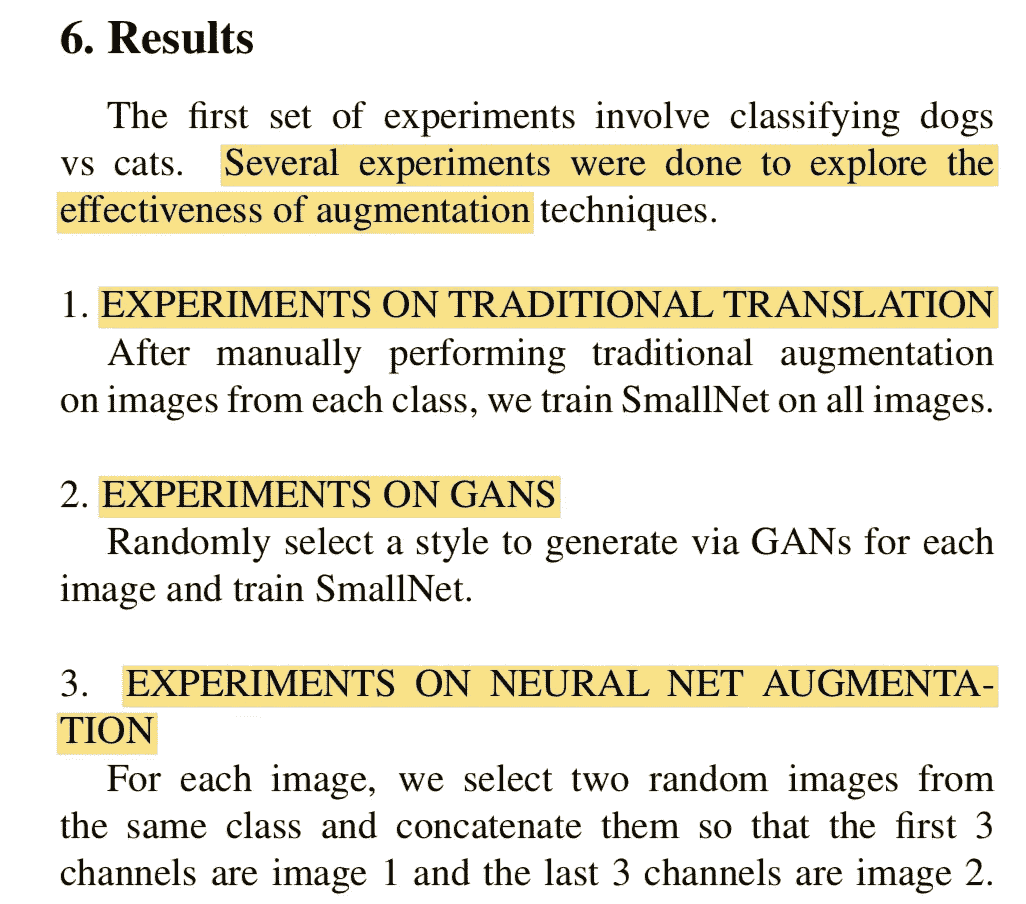 6. Results
The first set of experiments involve classifying dogs
vs cats. Several experiments were done to explore the
effectiveness of augmentation techniques.
1. EXPERIMENTS ON TRADITIONAL TRANSLATION
After manually performing traditional augmentation
on images from each class, we train SmallNet on all images.
2. EXPERIMENTS ON GANS
Randomly select a style to generate via GANs for each
image and train SmallNet.
3. EXPERIMENTS ON NEURAL NET AUGMENTA-
TION
For each image, we select two random images from
the same class and concatenate them so that the first 3
channels are image 1 and the last 3 channels are image 2.